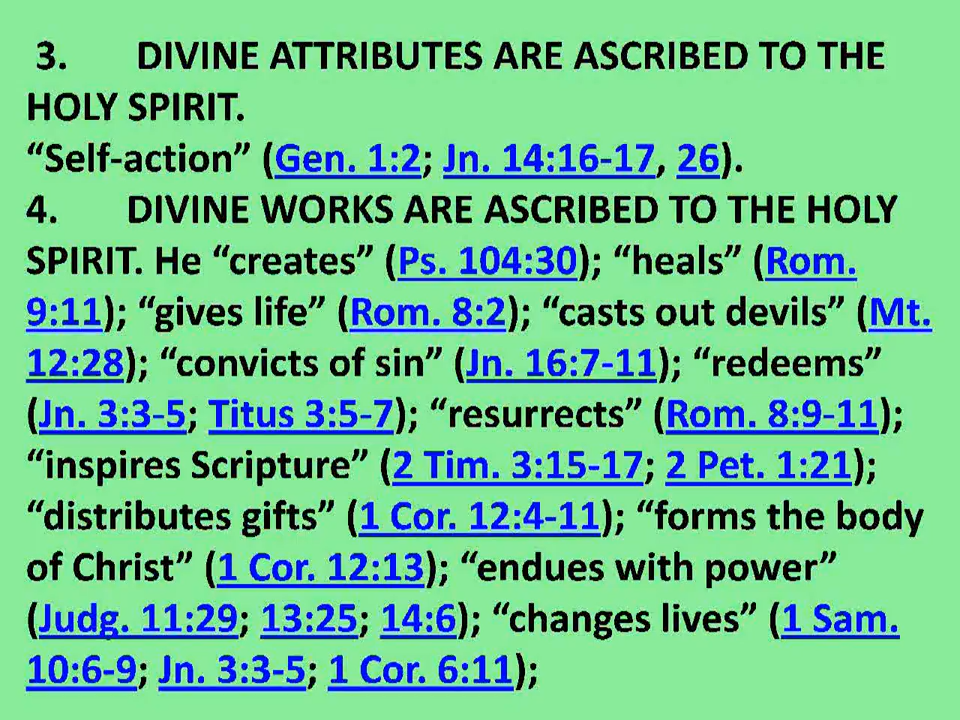 3. DIVINE ATTRIBUTES ARE ASCRIBED TO THE
HOLY SPIRIT.
“Self-action” (Gen. 1:2; Jn. 14:16-17, 26).
4. DIVINE WORKS ARE ASCRIBED TO THE HOLY
SPIRIT. He “creates” (Ps. 104:30); “heals” (Rom.
9:11); “gives life” (Rom. 8:2); “casts out devils” (Mt.
12:28); “convicts of sin” (Jn. 16:7-11); “redeems”
(Jn. 3:3-5; Titus 3:5-7); “resurrects” (Rom. 8:9-11);
“inspires Scripture” (2 Tim. 3:15-17; 2 Pet. 1:21);
“distributes gifts” (1 Cor. 12:4-11); “forms the body
of Christ” (1 Cor. 12:13); “endues with power”
(Judg. 11:29; 13:25; 14:6); “changes lives” (1 Sam.
10:6-9; Jn. 3:3-5; 1 Cor. 6:11);